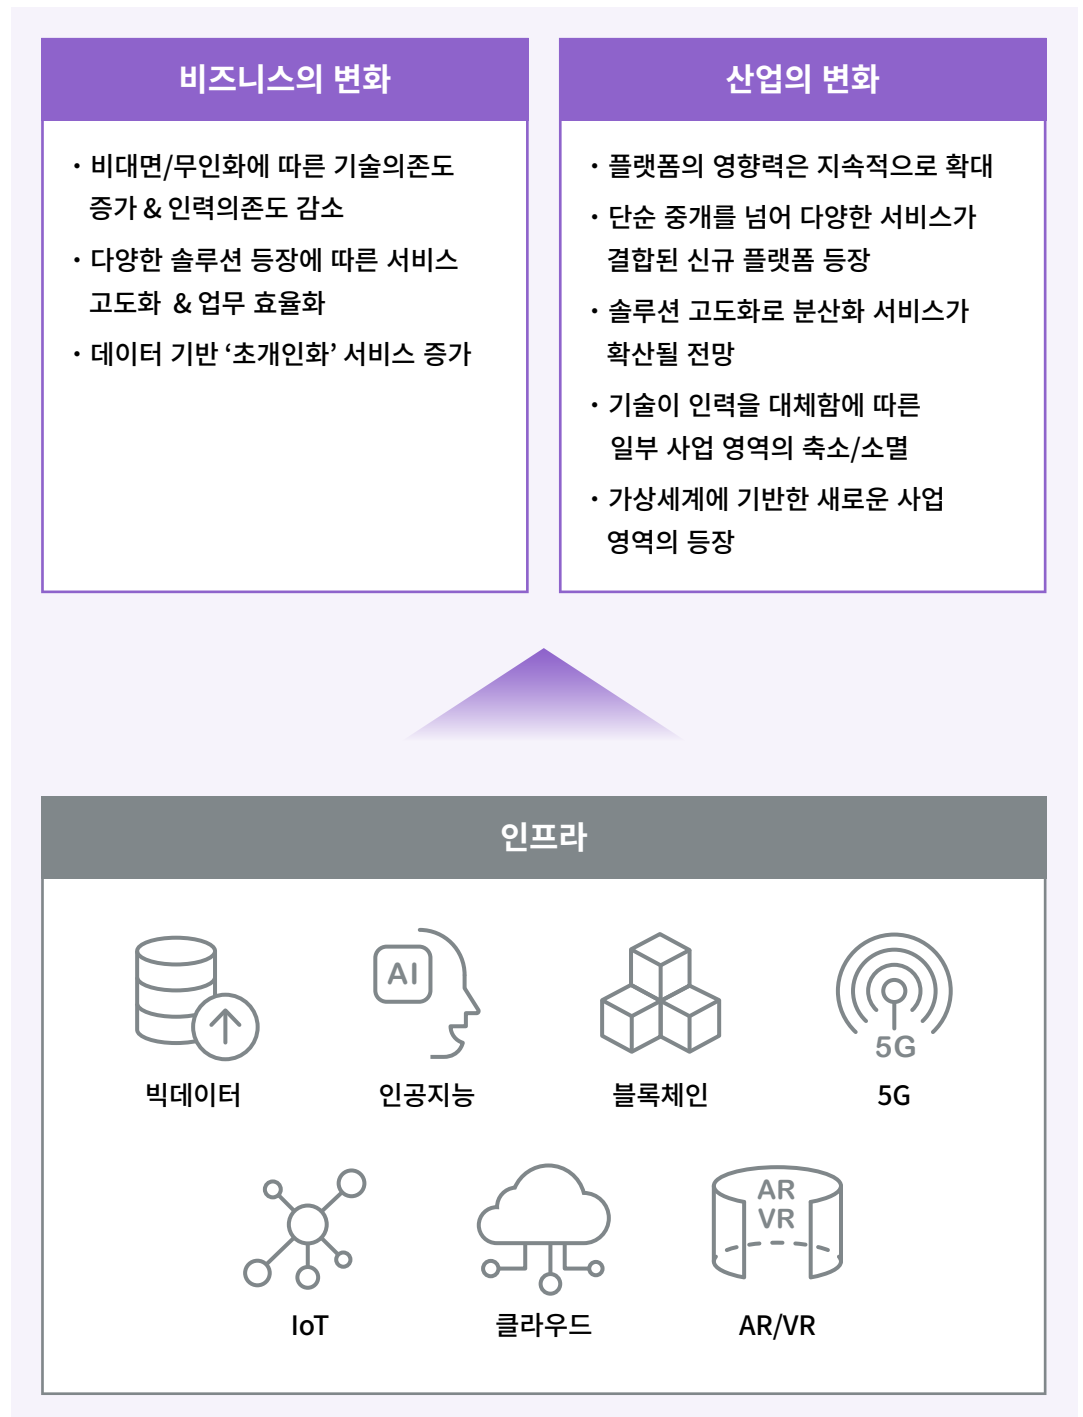 비즈니스의 변화
· 비대면/무인화에 따른 기술의존도
증가 & 인력의존도 감소
· 다양한 솔루션 등장에 따른 서비스
고도화 & 업무 효율화
· 데이터 기반 ‘초개인화’ 서비스 증가
산업의 변화
· 플랫폼의 영향력은 지속적으로 확대
· 단순 중개를 넘어 다양한 서비스가
결합된 신규 플랫폼 등장
· 솔루션 고도화로 분산화 서비스가
확산될 전망
· 기술이 인력을 대체함에 따른
일부 사업 영역의 축소/소멸
· 가상세계에 기반한 새로운 사업
영역의 등장
인프라
AI
5G
빅데이터
인공지능
블록체인
5G
AR
VR
IoT
클라우드
AR/VR